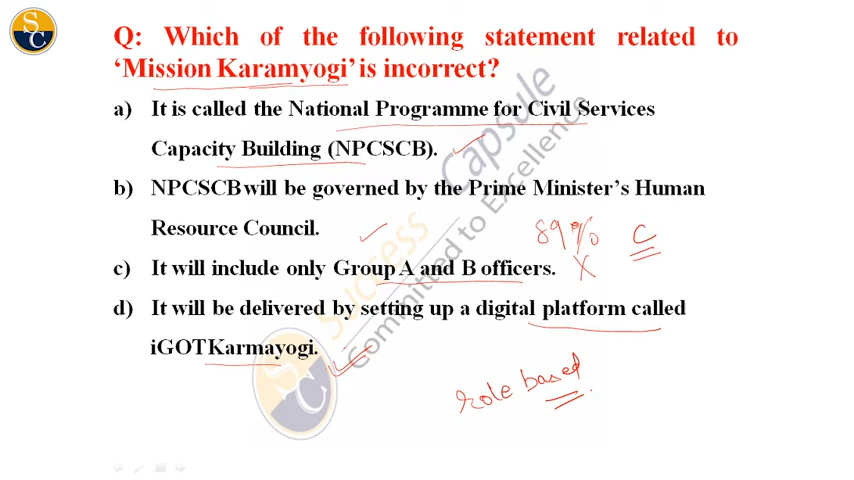 SC
Q: Which of the following statement related to
‘Mission Karamyogi’ is incorrect?
a) It is called the National Programme for Civil Services
Capacity Building (NPCSCB).
b) NPCSCB will be governed by the Prime Minister’s Human
Resource Council.
89% C
c) It will include only Group A and B officers. X
d) It will be delivered by setting up a digital platform called
iGOTKarmayogi.
role based
Success Capsule
Committed to Excellence